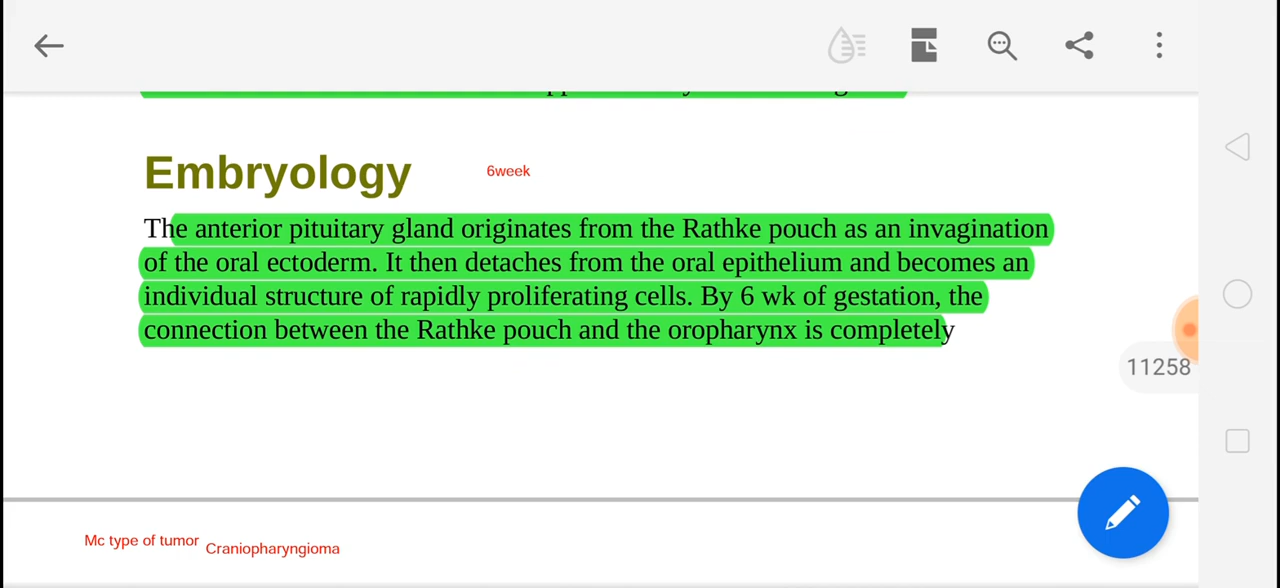 Embryology
6week
The anterior pituitary gland originates from the Rathke pouch as an invagination
of the oral ectoderm. It then detaches from the oral epithelium and becomes an
individual structure of rapidly proliferating cells. By 6 wk of gestation, the
connection between the Rathke pouch and the oropharynx is completely
11258
Mc type of tumor
Craniopharyngioma